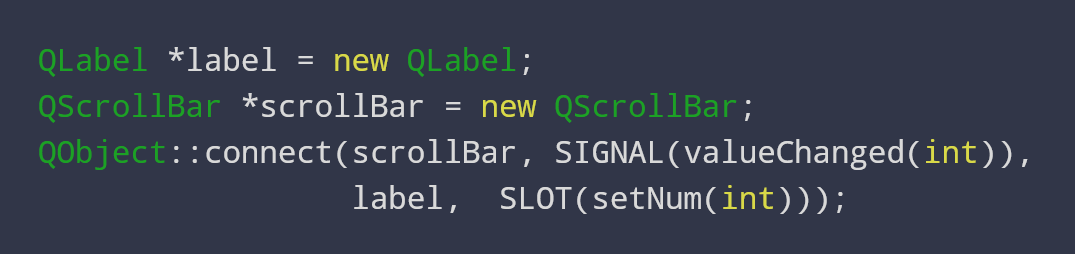 QLabel *label = new QLabel;
QScrollBar *scrollBar = new QScrollBar;
QObject::connect(scrollBar, SIGNAL(valueChanged(int)),
                 label,  SLOT(setNum(int)));